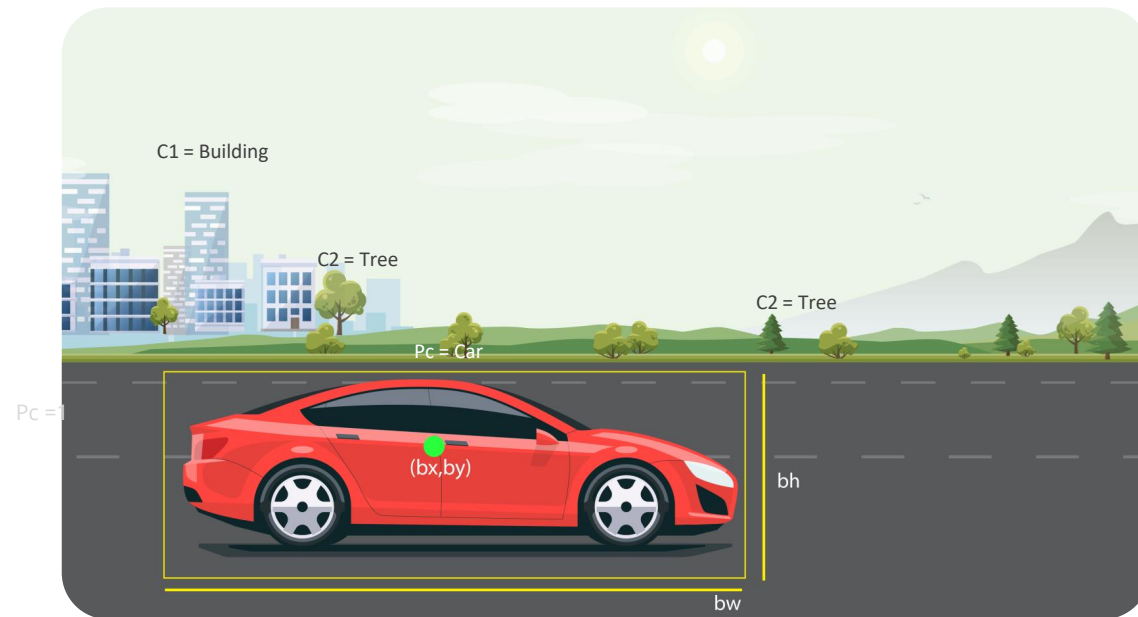 C1 = Building
C2 = Tree
C2 = Tree
Pc = Car
Pc =1
(bx,by)
bh
bw